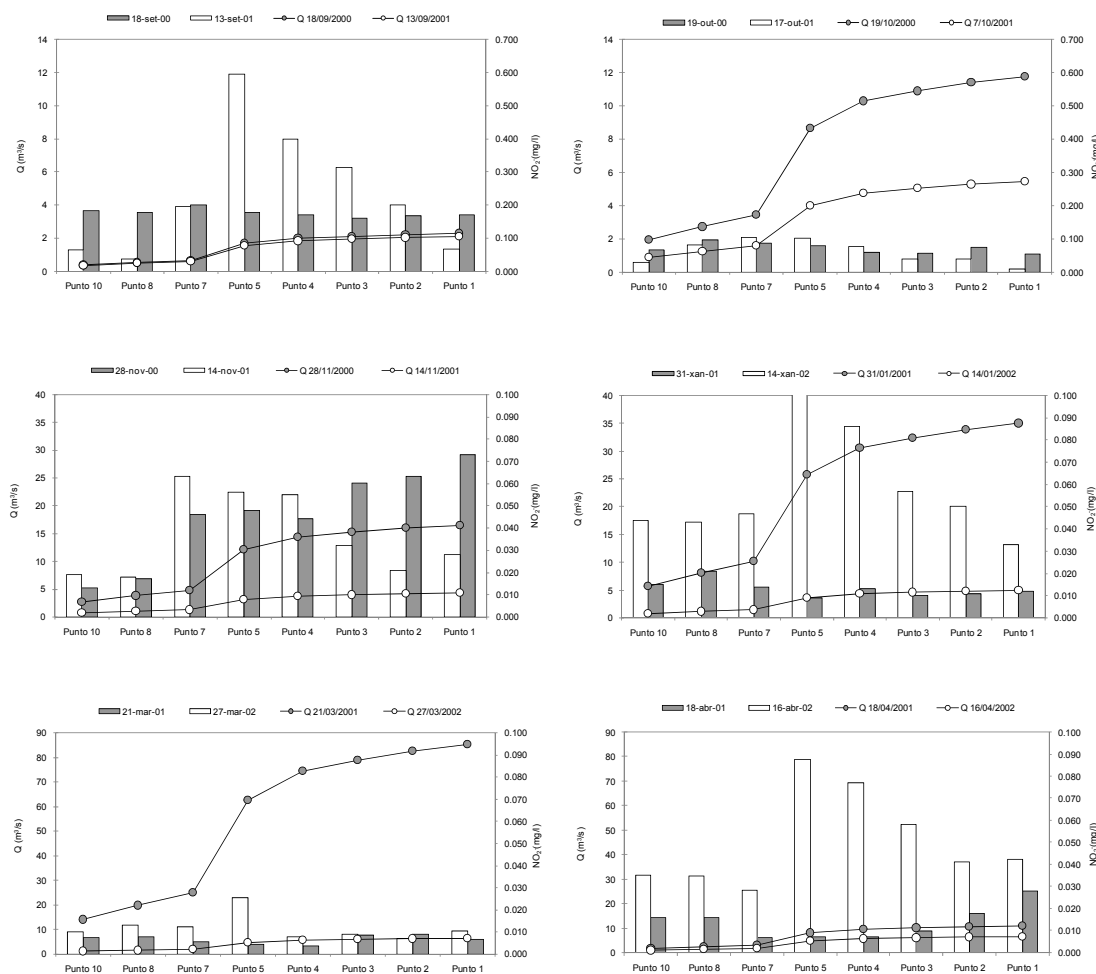 18-set-00 13-set-01 Q 18/09/2000 Q 13/09/2001
14 12 10 8 6 4 2 0
Q (m³/s)
0.700 0.600 0.500 0.400 0.300 0.200 0.100 0.000
NO₂⁻(mg/l)
Punto 10 Punto 8 Punto 7 Punto 5 Punto 4 Punto 3 Punto 2 Punto 1
19-out-00 17-out-01 Q 19/10/2000 Q 7/10/2001
14 12 10 8 6 4 2 0
Q (m³/s)
0.700 0.600 0.500 0.400 0.300 0.200 0.100 0.000
NO₂⁻(mg/l)
Punto 10 Punto 8 Punto 7 Punto 5 Punto 4 Punto 3 Punto 2 Punto 1
28-nov-00 14-nov-01 Q 28/11/2000 Q 14/11/2001
40 35 30 25 20 15 10 5 0
Q (m³/s)
0.100 0.090 0.080 0.070 0.060 0.050 0.040 0.030 0.020 0.010 0.000
NO₂⁻(mg/l)
Punto 10 Punto 8 Punto 7 Punto 5 Punto 4 Punto 3 Punto 2 Punto 1
31-xan-01 14-xan-02 Q 31/01/2001 Q 14/01/2002
40 35 30 25 20 15 10 5 0
Q (m³/s)
0.100 0.090 0.080 0.070 0.060 0.050 0.040 0.030 0.020 0.010 0.000
NO₂⁻(mg/l)
Punto 10 Punto 8 Punto 7 Punto 5 Punto 4 Punto 3 Punto 2 Punto 1
21-mar-01 27-mar-02 Q 21/03/2001 Q 27/03/2002
90 80 70 60 50 40 30 20 10 0
Q (m³/s)
0.100 0.090 0.080 0.070 0.060 0.050 0.040 0.030 0.020 0.010 0.000
NO₂⁻(mg/l)
Punto 10 Punto 8 Punto 7 Punto 5 Punto 4 Punto 3 Punto 2 Punto 1
18-abr-01 16-abr-02 Q 18/04/2001 Q 16/04/2002
90 80 70 60 50 40 30 20 10 0
Q (m³/s)
0.100 0.090 0.080 0.070 0.060 0.050 0.040 0.030 0.020 0.010 0.000
NO₂⁻(mg/l)
Punto 10 Punto 8 Punto 7 Punto 5 Punto 4 Punto 3 Punto 2 Punto 1